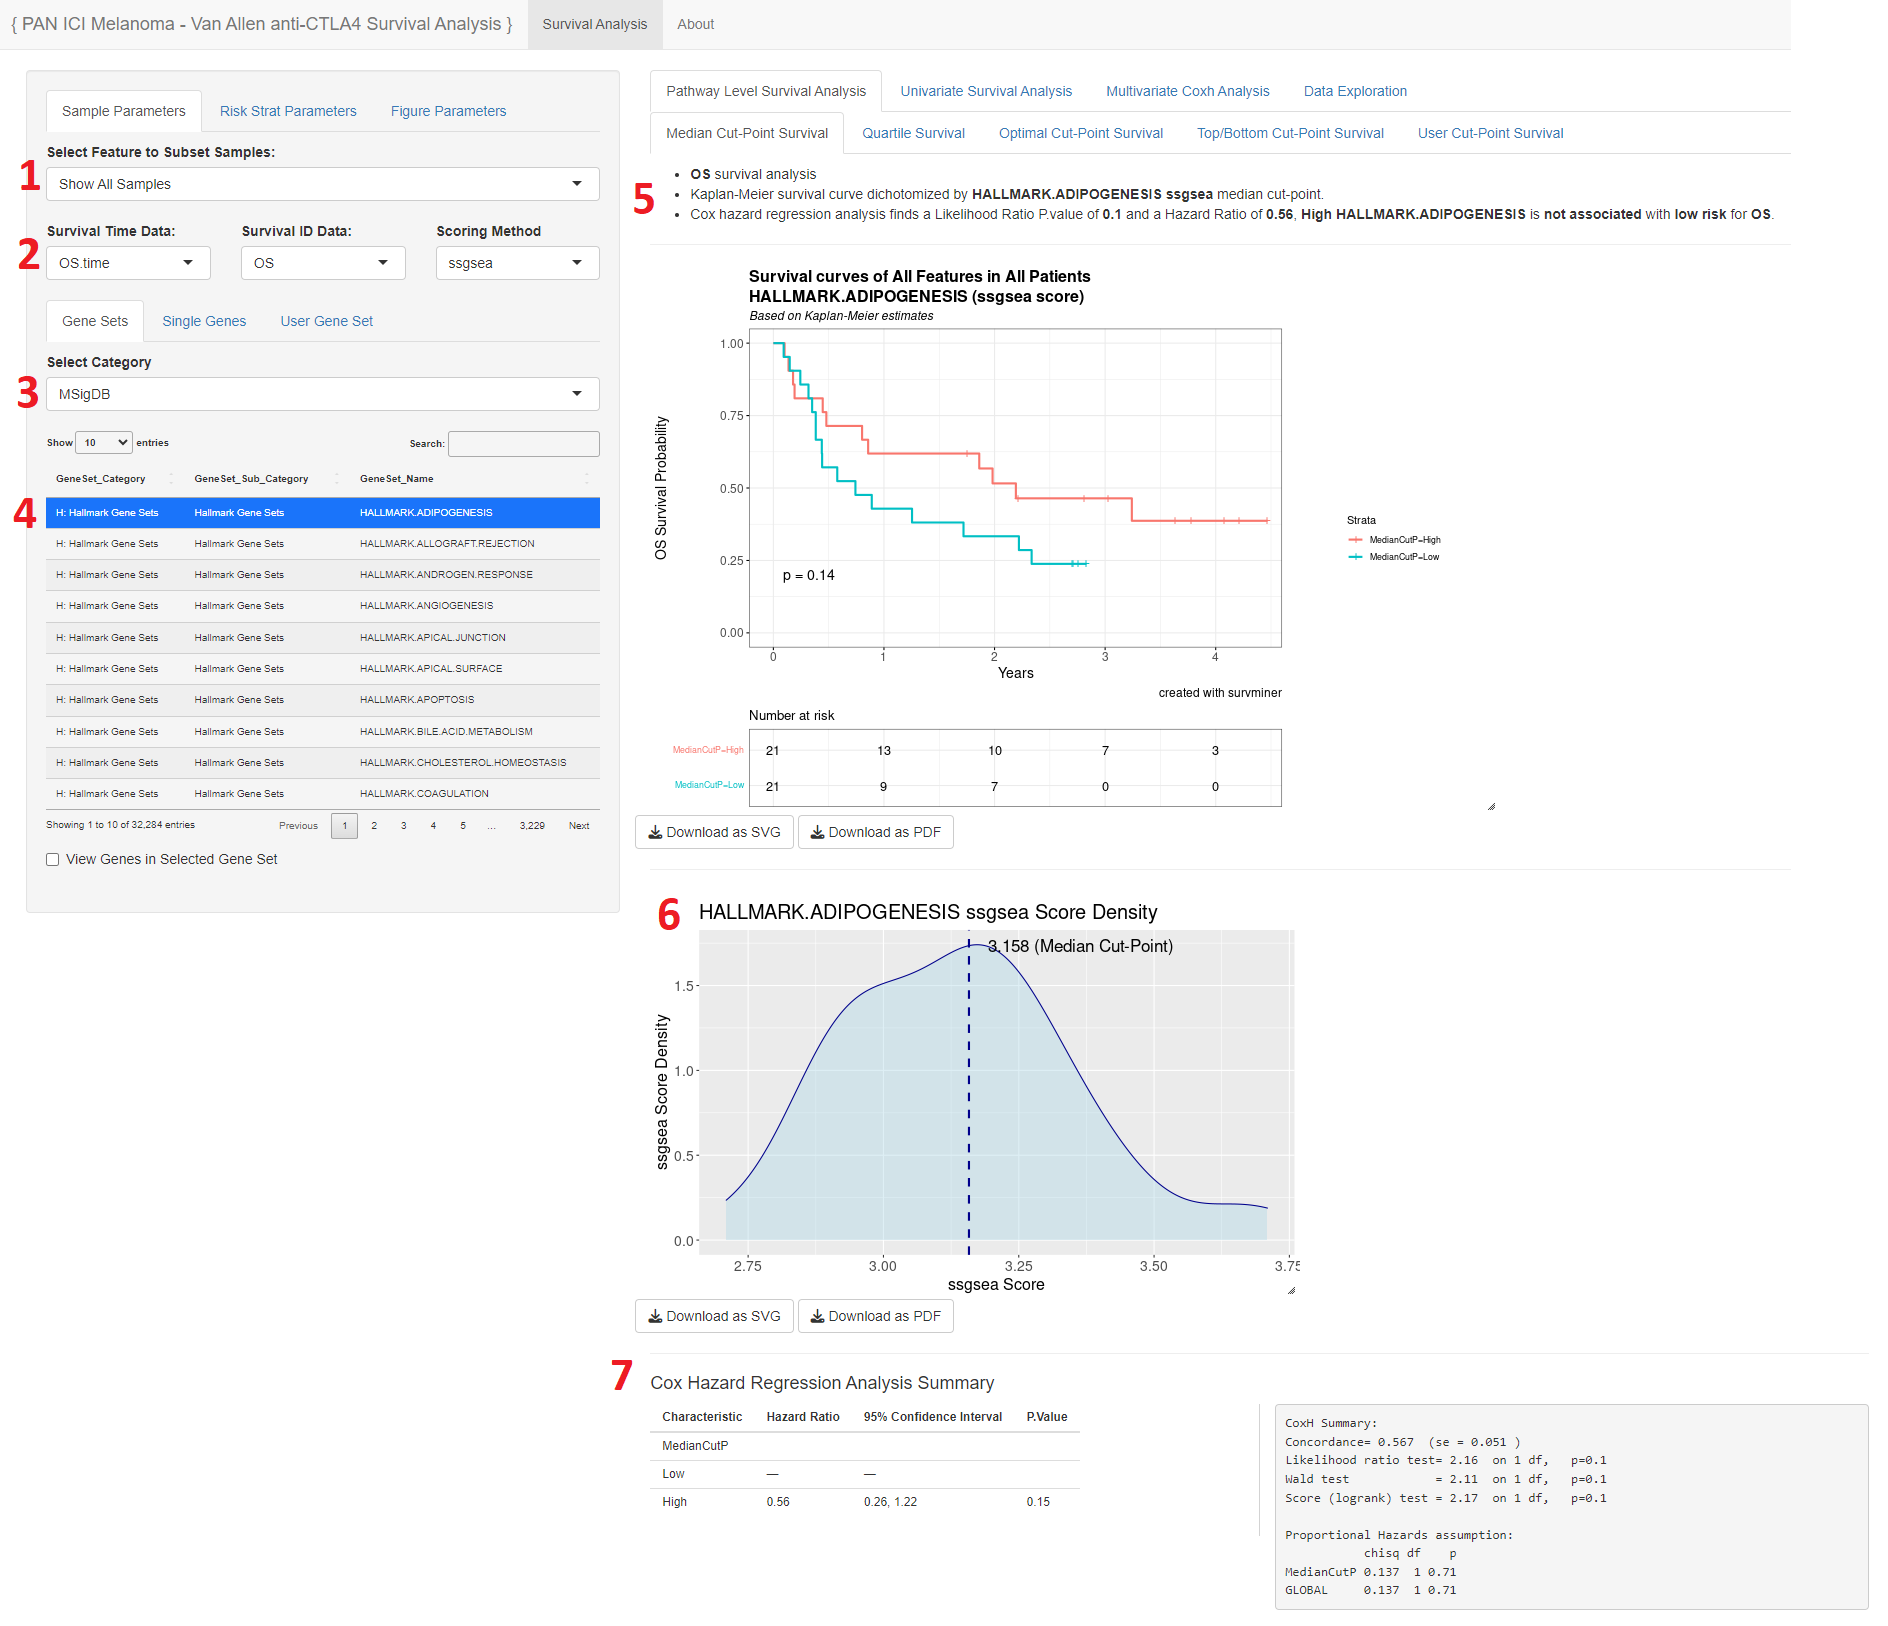 { PAN ICI Melanoma - Van Allen anti-CTLA4 Survival Analysis } Survival Analysis About
Sample Parameters Risk Strat Parameters Figure Parameters
1
Select Feature to Subset Samples:
Show All Samples
2
Survival Time Data: Survival ID Data: Scoring Method
OS.time OS ssgsea
Gene Sets Single Genes User Gene Set
3
Select Category
MSigDB
Show 10 entries Search:
GeneSet_Category GeneSet_Sub_Category GeneSet_Name
4
H: Hallmark Gene Sets Hallmark Gene Sets HALLMARK.ADIPOGENESIS
H: Hallmark Gene Sets Hallmark Gene Sets HALLMARK.ALLOGRAFT.REJECTION
H: Hallmark Gene Sets Hallmark Gene Sets HALLMARK.ANDROGEN.RESPONSE
H: Hallmark Gene Sets Hallmark Gene Sets HALLMARK.ANGIOGENESIS
H: Hallmark Gene Sets Hallmark Gene Sets HALLMARK.APICAL.JUNCTION
H: Hallmark Gene Sets Hallmark Gene Sets HALLMARK.APICAL.SURFACE
H: Hallmark Gene Sets Hallmark Gene Sets HALLMARK.APOPTOSIS
H: Hallmark Gene Sets Hallmark Gene Sets HALLMARK.BILE.ACID.METABOLISM
H: Hallmark Gene Sets Hallmark Gene Sets HALLMARK.CHOLESTEROL.HOMEOSTASIS
H: Hallmark Gene Sets Hallmark Gene Sets HALLMARK.COAGULATION
Showing 1 to 10 of 32,284 entries Previous 1 2 3 4 5 ... 3,229 Next
View Genes in Selected Gene Set
Pathway Level Survival Analysis Univariate Survival Analysis Multivariate Coxh Analysis Data Exploration
Median Cut-Point Survival Quartile Survival Optimal Cut-Point Survival Top/Bottom Cut-Point Survival User Cut-Point Survival
5
• OS survival analysis
• Kaplan-Meier survival curve dichotomized by HALLMARK.ADIPOGENESIS ssgsea median cut-point.
• Cox hazard regression analysis finds a Likelihood Ratio P.value of 0.1 and a Hazard Ratio of 0.56, High HALLMARK.ADIPOGENESIS is not associated with low risk for OS.
Survival curves of All Features in All Patients
HALLMARK.ADIPOGENESIS (ssgsea score)
Based on Kaplan-Meier estimates
OS Survival Probability
1.00
0.75
0.50
0.25
0.00
p = 0.14
0 1 2 3 4
Years
Strata
MedianCutP=High
MedianCutP=Low
created with survminer
Number at risk
MedianCutP=High 21 13 10 7 3
MedianCutP=Low 21 9 7 0 0
Download as SVG Download as PDF
6
HALLMARK.ADIPOGENESIS ssgsea Score Density
3.158 (Median Cut-Point)
ssgsea Score Density
1.5
1.0
0.5
0.0
2.75 3.00 3.25 3.50 3.75
ssgsea Score
Download as SVG Download as PDF
7
Cox Hazard Regression Analysis Summary
Characteristic Hazard Ratio 95% Confidence Interval P.Value
MedianCutP
Low — —
High 0.56 0.26, 1.22 0.15
CoxH Summary:
Concordance= 0.567 (se = 0.051 )
Likelihood ratio test= 2.16 on 1 df, p=0.1
Wald test = 2.11 on 1 df, p=0.1
Score (logrank) test = 2.17 on 1 df, p=0.1
Proportional Hazards assumption:
chisq df p
MedianCutP 0.137 1 0.71
GLOBAL 0.137 1 0.71